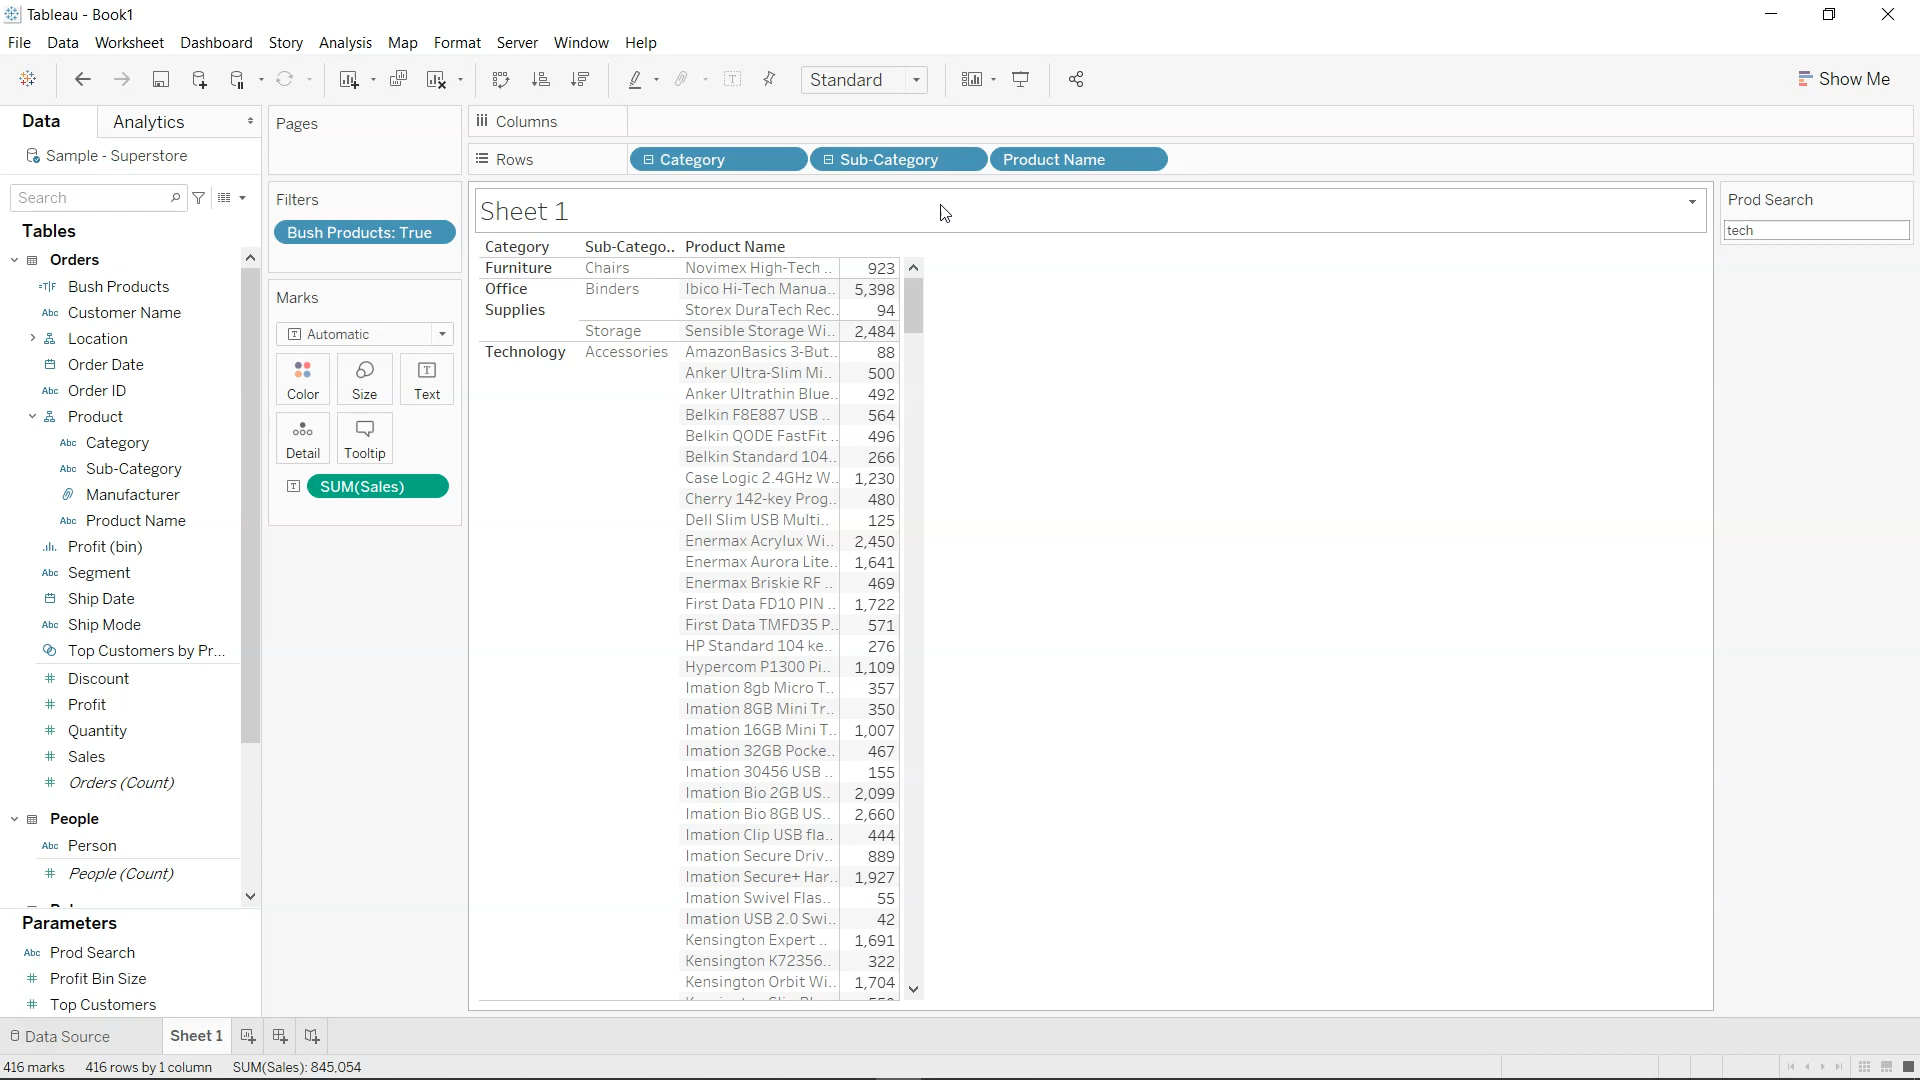 Tableau - Book1
File Data Worksheet Dashboard Story Analysis Map Format Server Window Help
Standard
Show Me
Data
Analytics
Pages
Columns
Sample - Superstore
Rows
Category
Sub-Category
Product Name
Search
Filters
Bush Products: True
Sheet 1
Prod Search
tech
Tables
Orders
Bush Products
Abc Customer Name
Location
Order Date
Abc Order ID
Product
Abc Category
Abc Sub-Category
Manufacturer
Abc Product Name
Profit (bin)
Abc Segment
Ship Date
Abc Ship Mode
Top Customers by Pr...
# Discount
# Profit
# Quantity
# Sales
# Orders (Count)
People
Abc Person
# People (Count)
Parameters
Abc Prod Search
# Profit Bin Size
# Top Customers
Marks
Automatic
Color
Size
Text
Detail
Tooltip
SUM(Sales)
Category Sub-Catego.. Product Name
Furniture Chairs Novimex High-Tech .. 923
Office Binders Ibico Hi-Tech Manua.. 5,398
Supplies Storex DuraTech Rec.. 94
Storage Sensible Storage Wi.. 2,484
Technology Accessories AmazonBasics 3-But.. 88
Anker Ultra-Slim Mi.. 500
Anker Ultrathin Blue.. 492
Belkin F8E887 USB .. 564
Belkin QODE FastFit .. 496
Belkin Standard 104.. 266
Case Logic 2.4GHz W.. 1,230
Cherry 142-key Prog.. 480
Dell Slim USB Multi.. 125
Enermax Acrylux Wi.. 2,450
Enermax Aurora Lite.. 1,641
Enermax Briskie RF .. 469
First Data FD10 PIN .. 1,722
First Data TMFD35 P.. 571
HP Standard 104 ke.. 276
Hypercom P1300 Pi.. 1,109
Imation 8gb Micro T.. 357
Imation 8GB Mini Tr.. 350
Imation 16GB Mini T.. 1,007
Imation 32GB Pocke.. 467
Imation 30456 USB .. 155
Imation Bio 2GB US.. 2,099
Imation Bio 8GB US.. 2,660
Imation Clip USB fla.. 444
Imation Secure Driv.. 889
Imation Secure+ Har.. 1,927
Imation Swivel Flas.. 55
Imation USB 2.0 Swi.. 42
Kensington Expert .. 1,691
Kensington K72356.. 322
Kensington Orbit Wi.. 1,704
Data Source
Sheet 1
416 marks 416 rows by 1 column SUM(Sales): 845,054